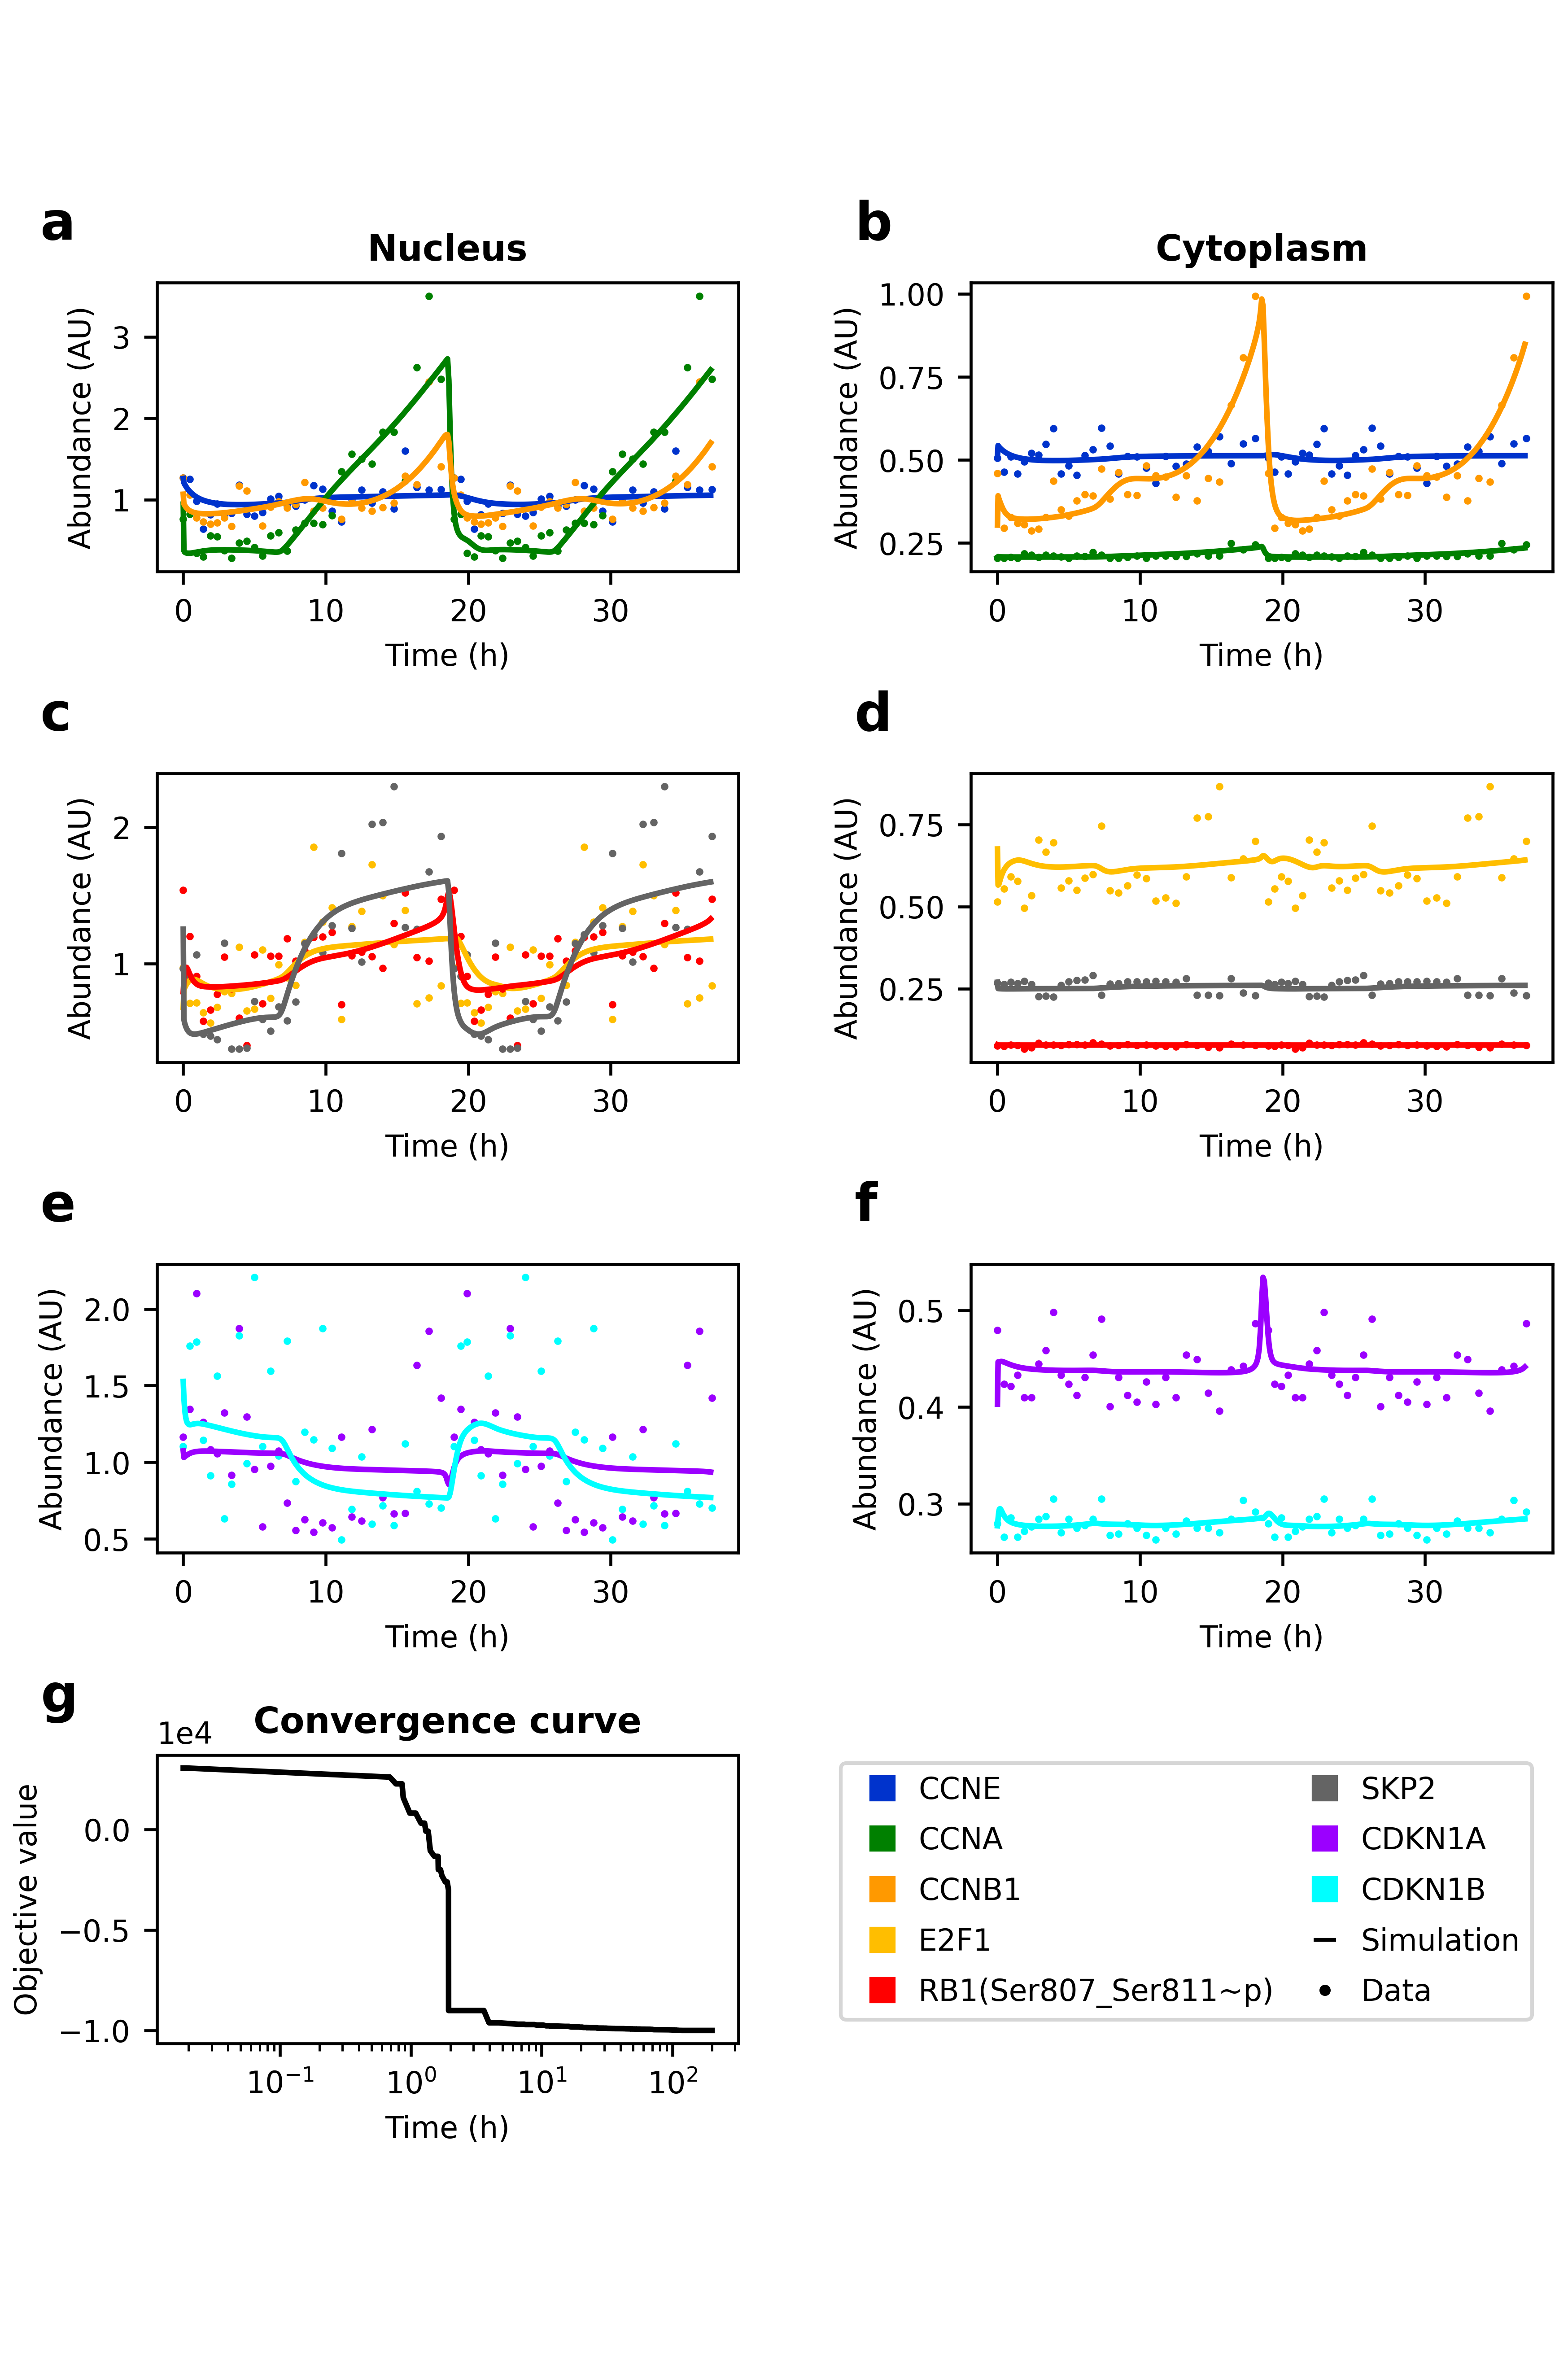 a
Nucleus
Abundance (AU)
3
2
1
0 10 20 30
Time (h)
b
Cytoplasm
Abundance (AU)
1.00
0.75
0.50
0.25
0 10 20 30
Time (h)
c
Abundance (AU)
2
1
0 10 20 30
Time (h)
d
Abundance (AU)
0.75
0.50
0.25
0 10 20 30
Time (h)
e
Abundance (AU)
2.0
1.5
1.0
0.5
0 10 20 30
Time (h)
f
Abundance (AU)
0.5
0.4
0.3
0 10 20 30
Time (h)
g
Convergence curve
1e4
Objective value
0.0
−0.5
−1.0
10⁻¹ 10⁰ 10¹ 10²
Time (h)
CCNE
CCNA
CCNB1
E2F1
RB1(Ser807_Ser811~p)
SKP2
CDKN1A
CDKN1B
Simulation
Data